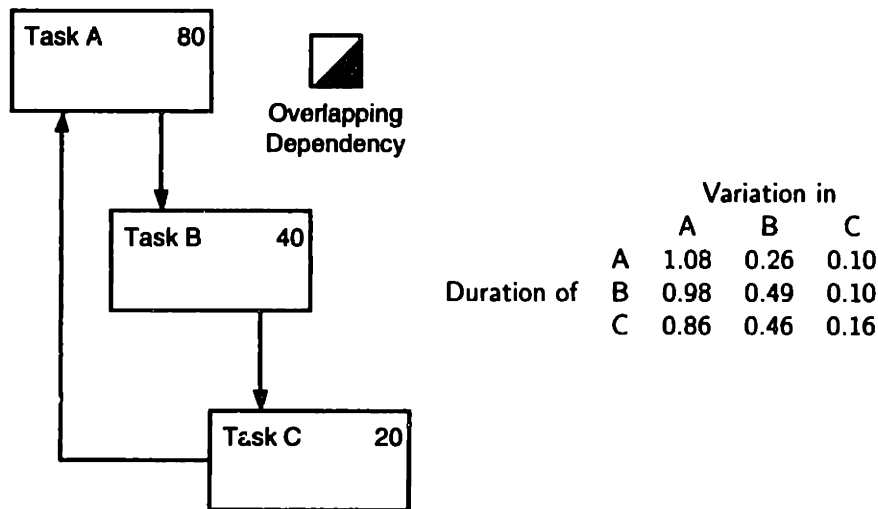 Task A 80
Overlapping
Dependency
Task B 40
Task C 20
Variation in
A B C
A 1.08 0.26 0.10
Duration of B 0.98 0.49 0.10
C 0.86 0.46 0.16